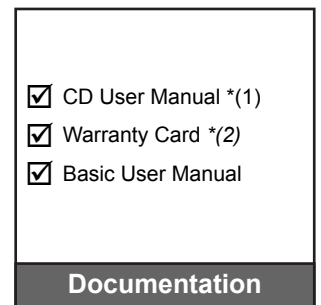 ☑ CD User Manual *(1)
☑ Warranty Card *(2)
☑ Basic User Manual
Documentation